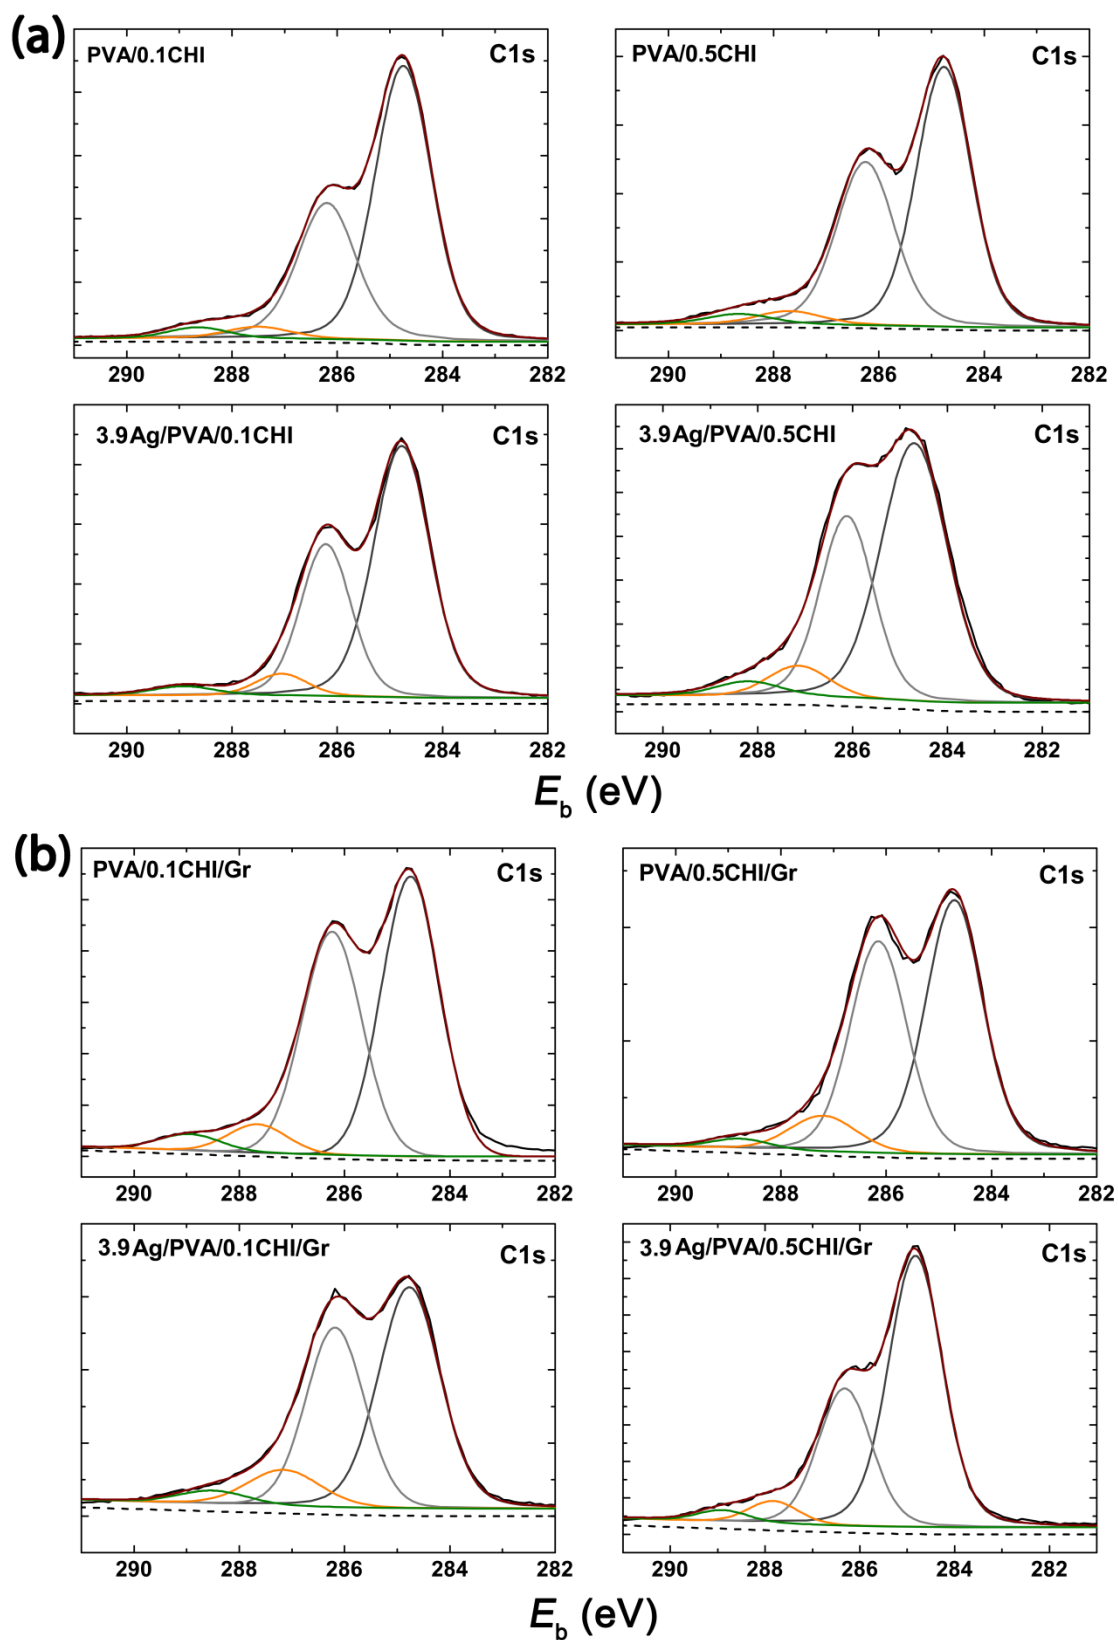 (a)
PVA/0.1CHI C1s
290 288 286 284 282
PVA/0.5CHI C1s
290 288 286 284 282
3.9Ag/PVA/0.1CHI C1s
290 288 286 284 282
3.9Ag/PVA/0.5CHI C1s
290 288 286 284 282
Eb (eV)
(b)
PVA/0.1CHI/Gr C1s
290 288 286 284 282
PVA/0.5CHI/Gr C1s
290 288 286 284 282
3.9Ag/PVA/0.1CHI/Gr C1s
290 288 286 284 282
3.9Ag/PVA/0.5CHI/Gr C1s
290 288 286 284 282
Eb (eV)